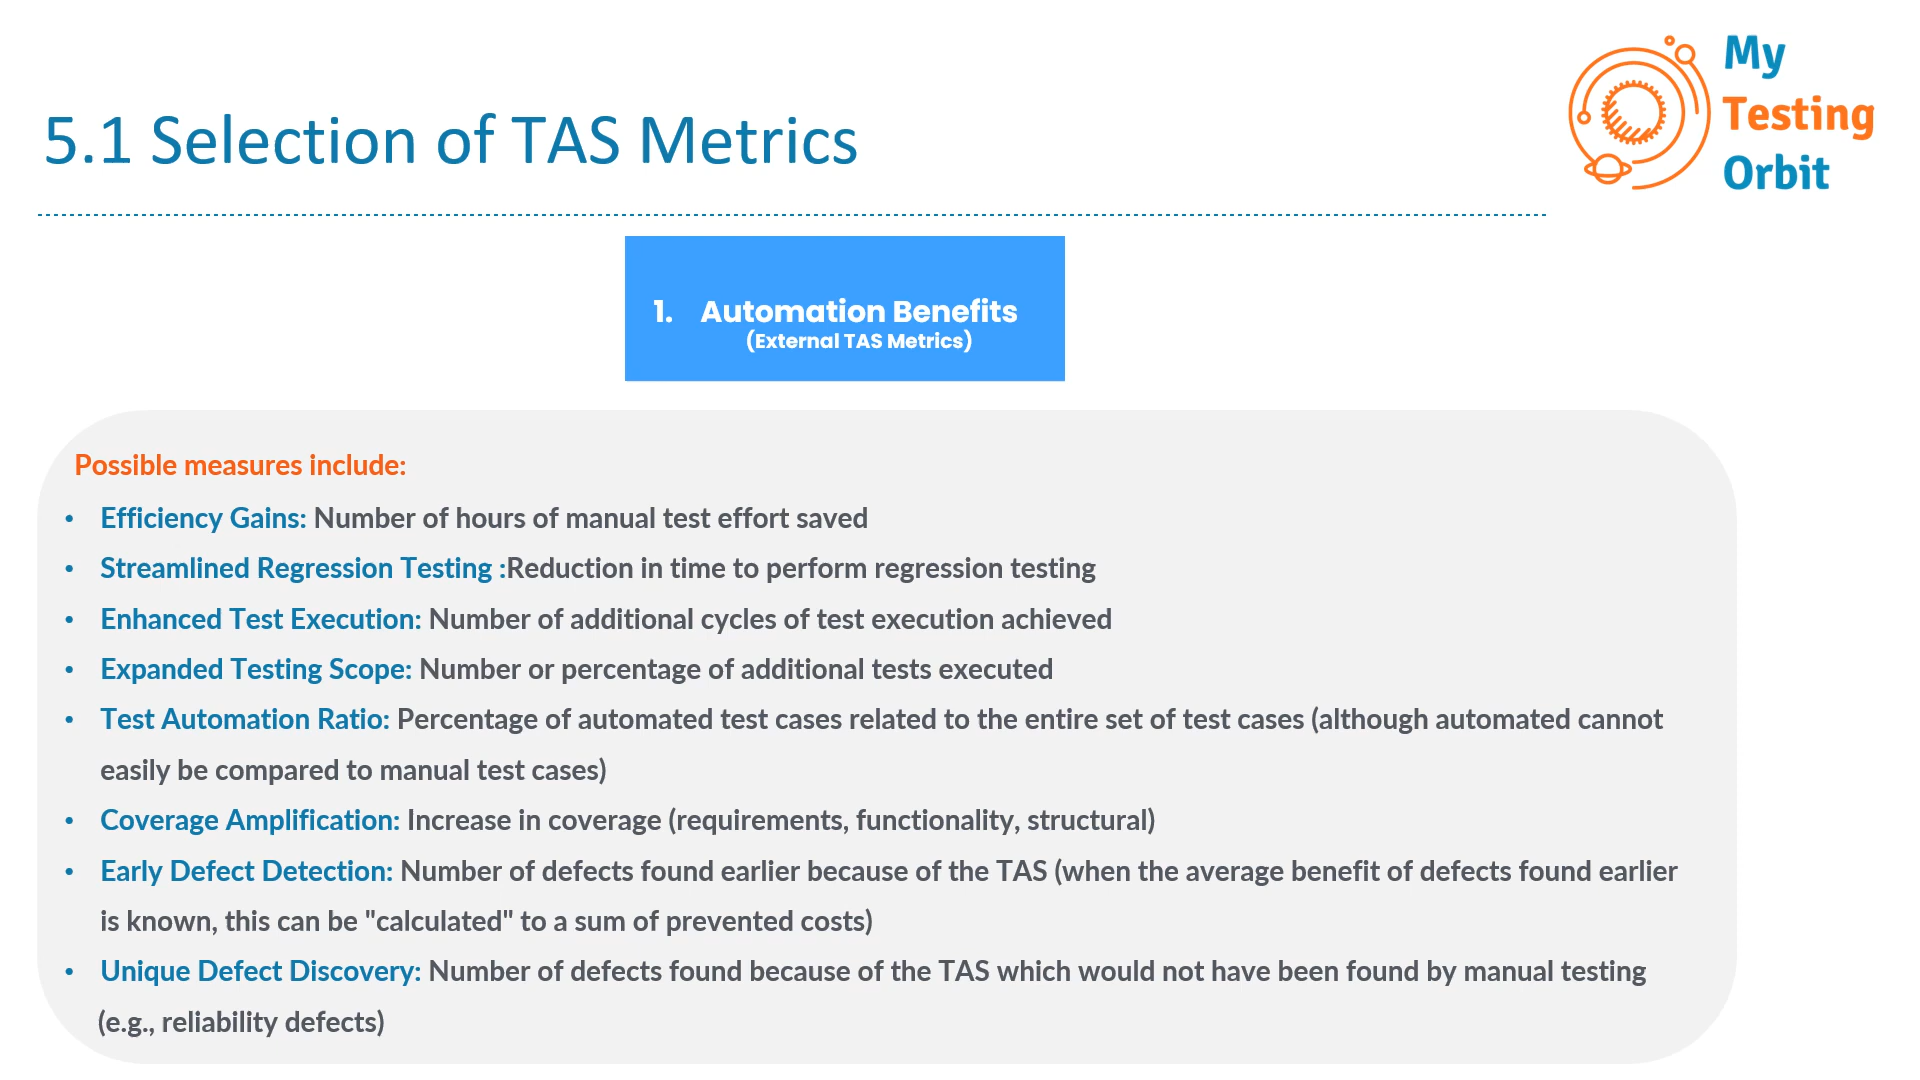 My
Testing
Orbit
5.1 Selection of TAS Metrics
1. Automation Benefits
(External TAS Metrics)
Possible measures include:
• Efficiency Gains: Number of hours of manual test effort saved
• Streamlined Regression Testing :Reduction in time to perform regression testing
• Enhanced Test Execution: Number of additional cycles of test execution achieved
• Expanded Testing Scope: Number or percentage of additional tests executed
• Test Automation Ratio: Percentage of automated test cases related to the entire set of test cases (although automated cannot
easily be compared to manual test cases)
• Coverage Amplification: Increase in coverage (requirements, functionality, structural)
• Early Defect Detection: Number of defects found earlier because of the TAS (when the average benefit of defects found earlier
is known, this can be "calculated" to a sum of prevented costs)
• Unique Defect Discovery: Number of defects found because of the TAS which would not have been found by manual testing
(e.g., reliability defects)